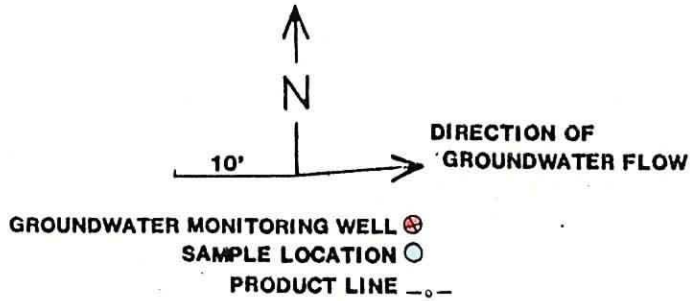 N
10'
DIRECTION OF
GROUNDWATER FLOW
GROUNDWATER MONITORING WELL
SAMPLE LOCATION
PRODUCT LINE